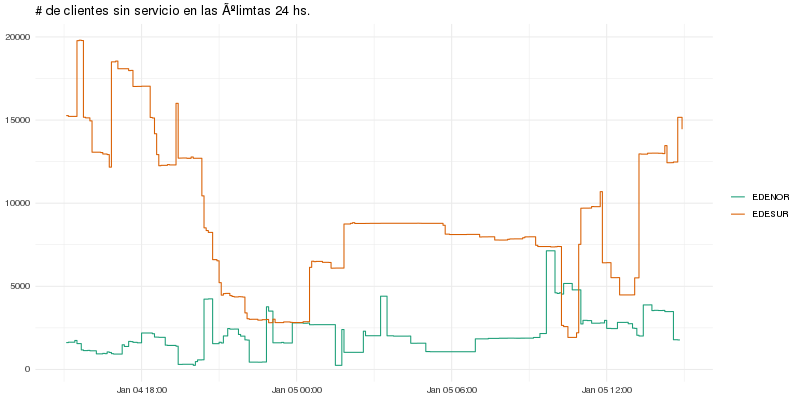 # de clientes sin servicio en las Ãºlimtas 24 hs.
20000
15000
10000
5000
0
Jan 04 18:00 Jan 05 00:00 Jan 05 06:00 Jan 05 12:00
EDENOR
EDESUR